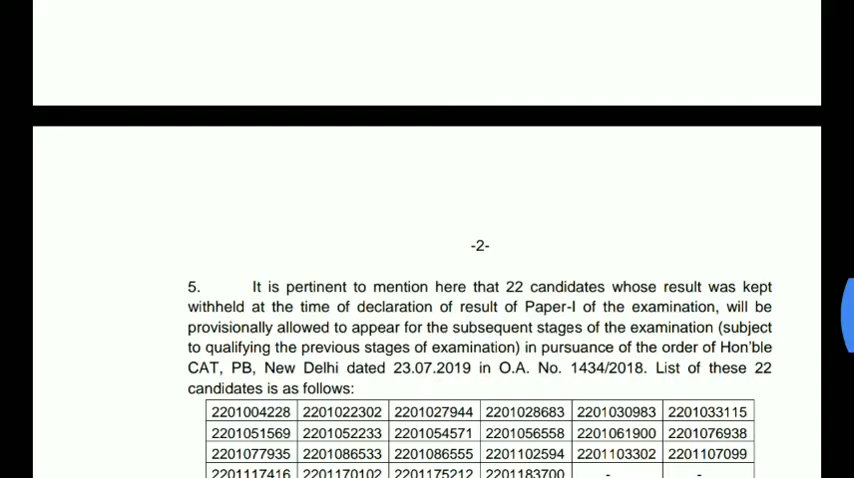 -2-
5. It is pertinent to mention here that 22 candidates whose result was kept
withheld at the time of declaration of result of Paper-I of the examination, will be
provisionally allowed to appear for the subsequent stages of the examination (subject
to qualifying the previous stages of examination) in pursuance of the order of Hon'ble
CAT, PB, New Delhi dated 23.07.2019 in O.A. No. 1434/2018. List of these 22
candidates is as follows:
2201004228 2201022302 2201027944 2201028683 2201030983 2201033115
2201051569 2201052233 2201054571 2201056558 2201061900 2201076938
2201077935 2201086533 2201086555 2201102594 2201103302 2201107099
2201117416 2201170102 2201175212 2201183700 - -